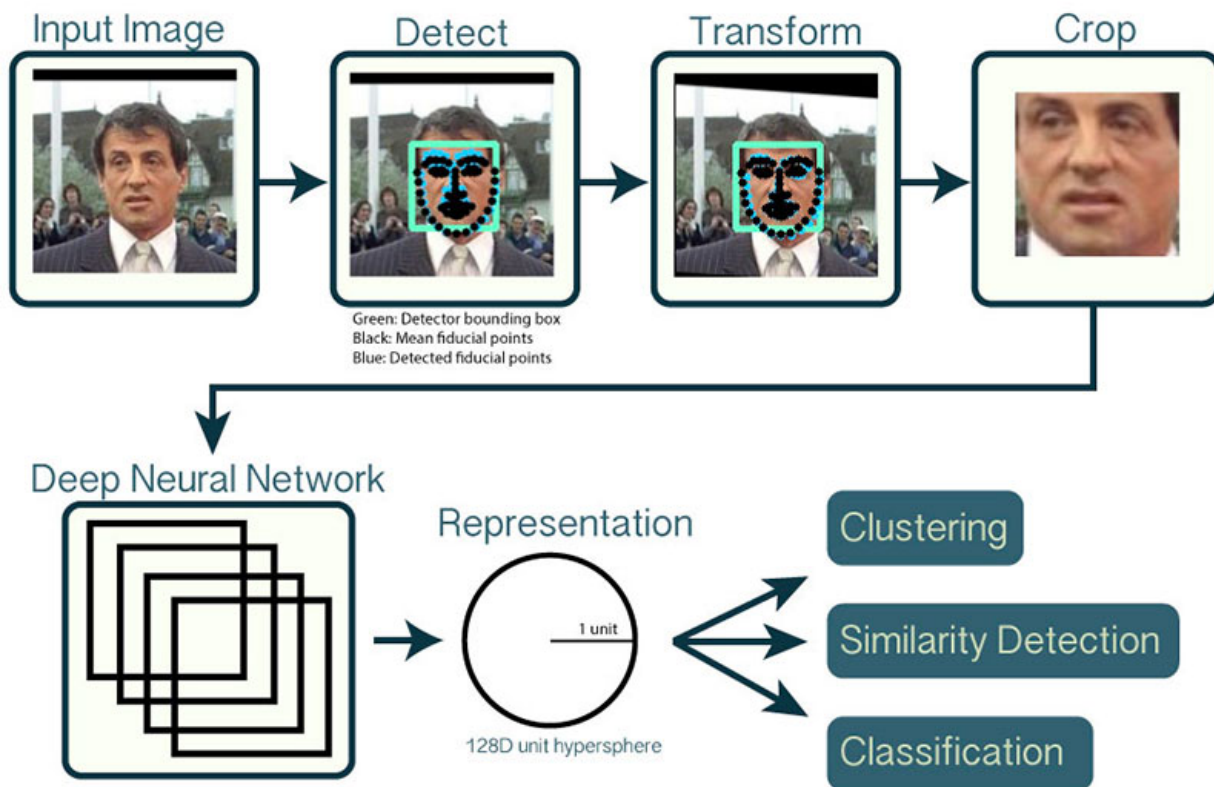 Input Image
Detect
Transform
Crop
Green: Detector bounding box
Black: Mean fiducial points
Blue: Detected fiducial points
Deep Neural Network
Representation
1 unit
128D unit hypersphere
Clustering
Similarity Detection
Classification